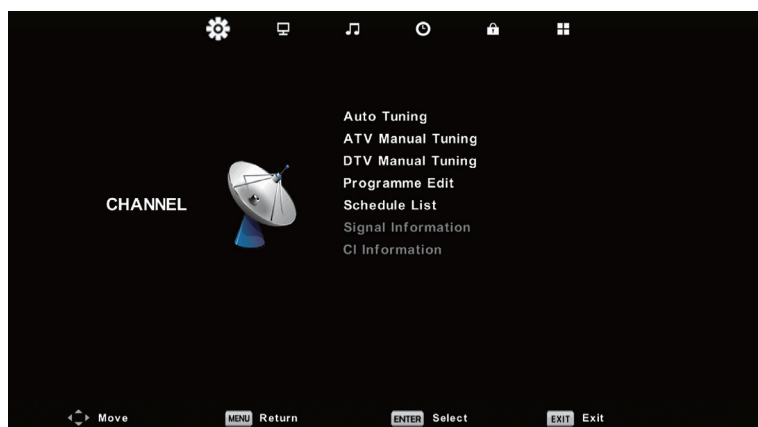 CHANNEL
Auto Tuning
ATV Manual Tuning
DTV Manual Tuning
Programme Edit
Schedule List
Signal Information
CI Information
Move MENU Return ENTER Select EXIT Exit